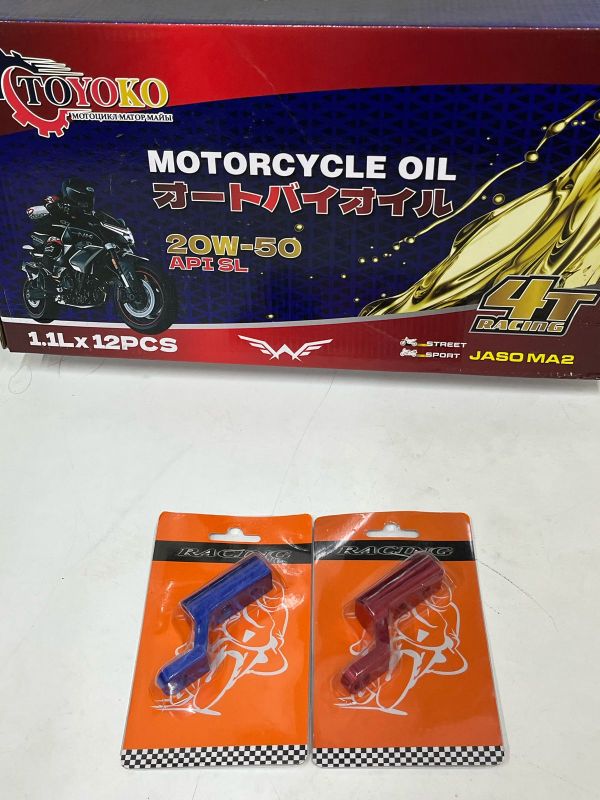 TOYOKO
МОТОЦИКЛ МАТОР МАЙЫ
MOTORCYCLE OIL
オートバイオイル
20W-50
API SL
4T
RACING
1.1L x 12PCS
STREET
SPORT
JASO MA2
RACING
RACING